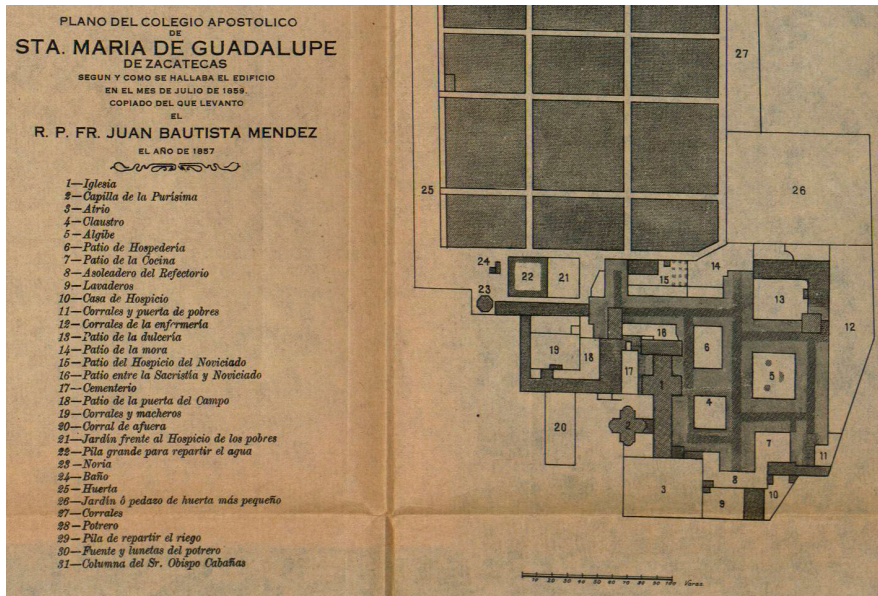 PLANO DEL COLEGIO APOSTOLICO
DE
STA. MARIA DE GUADALUPE
DE ZACATECAS
SEGUN Y COMO SE HALLABA EL EDIFICIO
EN EL MES DE JULIO DE 1859.
COPIADO DEL QUE LEVANTO
EL
R. P. FR. JUAN BAUTISTA MENDEZ
EL AÑO DE 1857
1—Iglesia
2—Capilla de la Purísima
3—Atrio
4—Claustro
5—Algibe
6—Patio de Hospedería
7—Patio de la Cocina
8—Asoleadero del Refectorio
9—Lavaderos
10—Casa de Hospicio
11—Corrales y puerta de pobres
12—Corrales de la enfermería
13—Patio de la dulcería
14—Patio de la mora
15—Patio del Hospicio del Noviciado
16—Patio entre la Sacristía y Noviciado
17—Cementerio
18—Patio de la puerta del Campo
19—Corrales y macheros
20—Corral de afuera
21—Jardín frente al Hospicio de los pobres
22—Pila grande para repartir el agua
23—Noria
24—Baño
25—Huerta
26—Jardín ó pedazo de huerta más pequeño
27—Corrales
28—Potrero
29—Pila de repartir el riego
30—Fuente y lunetas del potrero
31—Columna del Sr. Obispo Cabañas
27
25
26
24
22
21
15
14
23
13
12
16
19
18
17
6
1
5
4
20
2
7
11
3
8
9
10
10 20 30 40 50 60 70 80 90 100 Varas